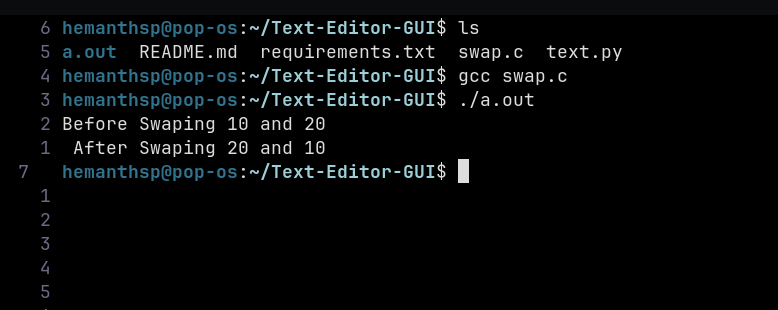 6 hemanthsp@pop-os:~/Text-Editor-GUI$ ls
5 a.out  README.md  requirements.txt  swap.c  text.py
4 hemanthsp@pop-os:~/Text-Editor-GUI$ gcc swap.c
3 hemanthsp@pop-os:~/Text-Editor-GUI$ ./a.out
2 Before Swaping 10 and 20
1  After Swaping 20 and 10
7 hemanthsp@pop-os:~/Text-Editor-GUI$
1
2
3
4
5